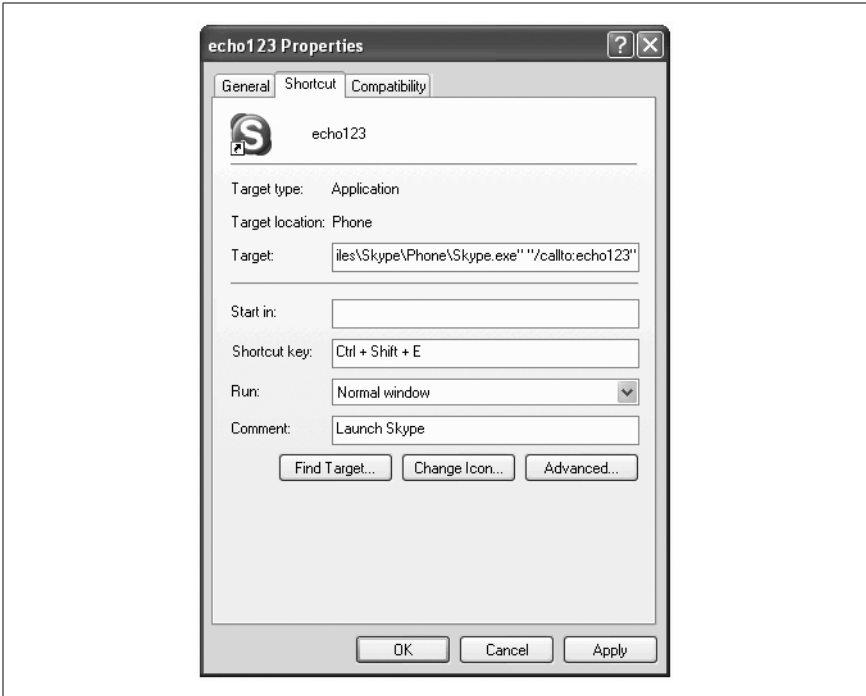 echo123 Properties
General Shortcut Compatibility
echo123
Target type: Application
Target location: Phone
Target: iles\Skype\Phone\Skype.exe" "/callto:echo123"
Start in:
Shortcut key: Ctrl + Shift + E
Run: Normal window
Comment: Launch Skype
Find Target... Change Icon... Advanced...
OK Cancel Apply